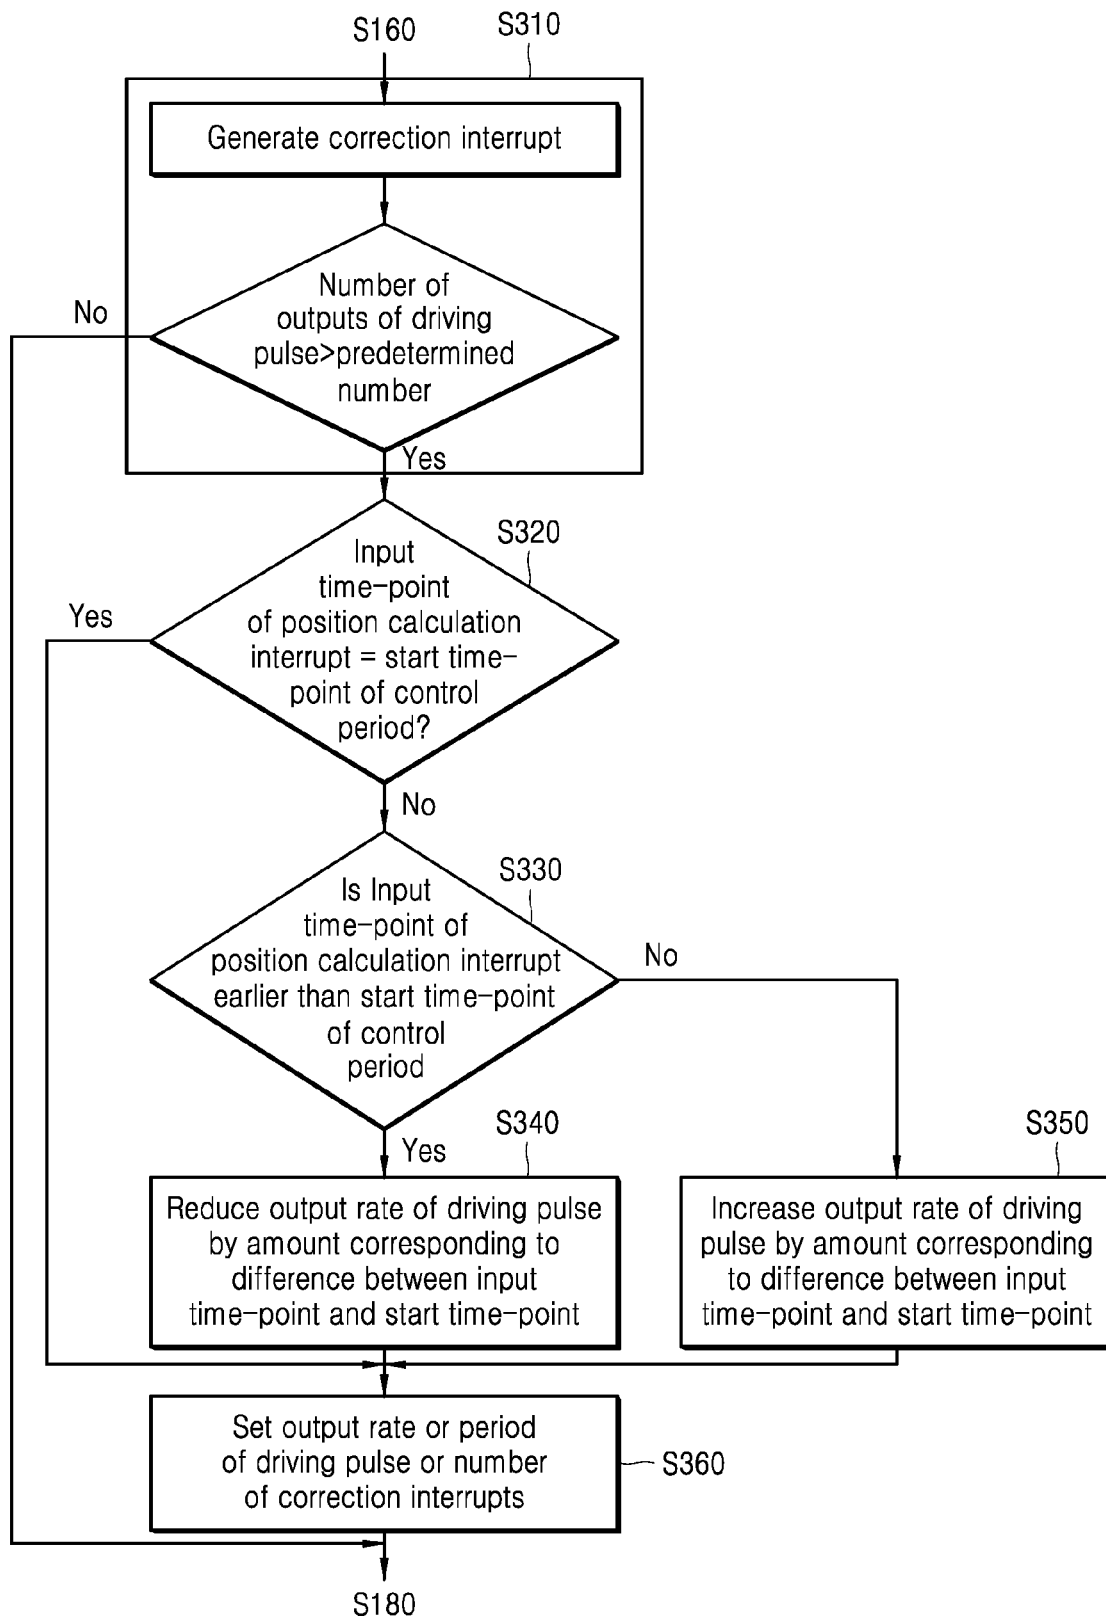 S160
S310
Generate correction interrupt
Number of
outputs of driving
pulse>predetermined
number
No
Yes
S320
Input
time-point
of position calculation
interrupt = start time-
point of control
period?
Yes
No
S330
Is Input
time-point of
position calculation interrupt
earlier than start time-point
of control
period
No
Yes
S340
Reduce output rate of driving pulse
by amount corresponding to
difference between input
time-point and start time-point
S350
Increase output rate of driving
pulse by amount corresponding
to difference between input
time-point and start time-point
Set output rate or period
of driving pulse or number
of correction interrupts
S360
S180